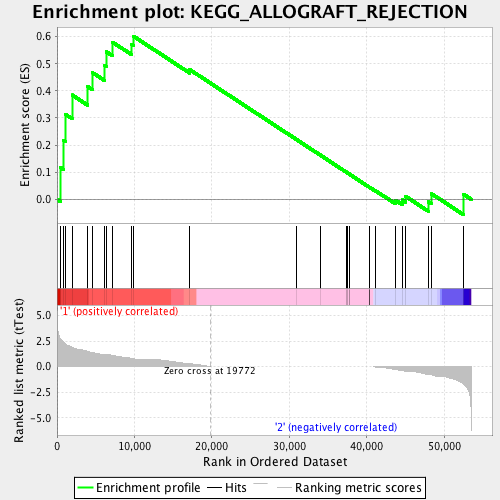 Enrichment plot: KEGG_ALLOGRAFT_REJECTION
Enrichment score (ES)
0.6
0.5
0.4
0.3
0.2
0.1
0.0
'1' (positively correlated)
Ranked list metric (tTest)
5.0
2.5
0.0
-2.5
-5.0
Zero cross at 19772
'2' (negatively correlated)
0
10,000
20,000
30,000
40,000
50,000
Rank in Ordered Dataset
Enrichment profile
Hits
Ranking metric scores